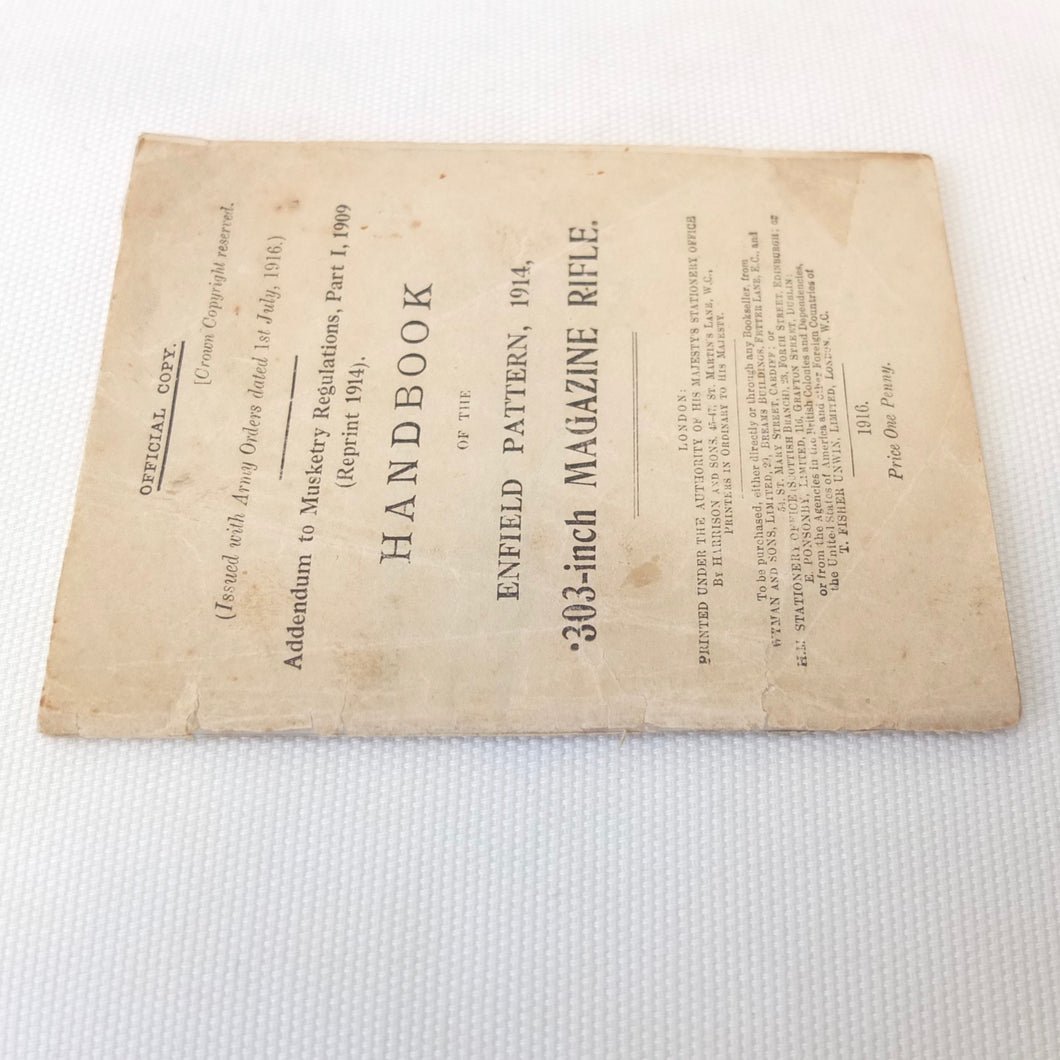 OFFICIAL COPY.
[Crown Copyright reserved.
(Issued with Army Orders dated 1st July, 1916.)
Addendum to Musketry Regulations, Part I, 1909
(Reprint 1914).
HANDBOOK
OF THE
ENFIELD PATTERN, 1914,
·303-inch MAGAZINE RIFLE.
LONDON:
PRINTED UNDER THE AUTHORITY OF HIS MAJESTY'S STATIONERY OFFICE
By HARRISON AND SONS, 45-47, ST. MARTIN'S LANE, W.C.,
PRINTERS IN ORDINARY TO HIS MAJESTY.
To be purchased, either directly or through any Bookseller, from
WYMAN AND SONS, LIMITED, 29, BREAMS BUILDINGS, FETTER LANE, E.C., and
54, ST. MARY STREET, CARDIFF; or
H.M. STATIONERY OFFICE (SCOTTISH BRANCH), 23, FORTH STREET, EDINBURGH; or
E. PONSONBY, LIMITED, 116, GRAFTON STREET, DUBLIN;
or from the Agencies in the British Colonies and Dependencies,
the United States of America and other Foreign Countries of
T. FISHER UNWIN, LIMITED, LONDON, W.C.
1916.
Price One Penny.